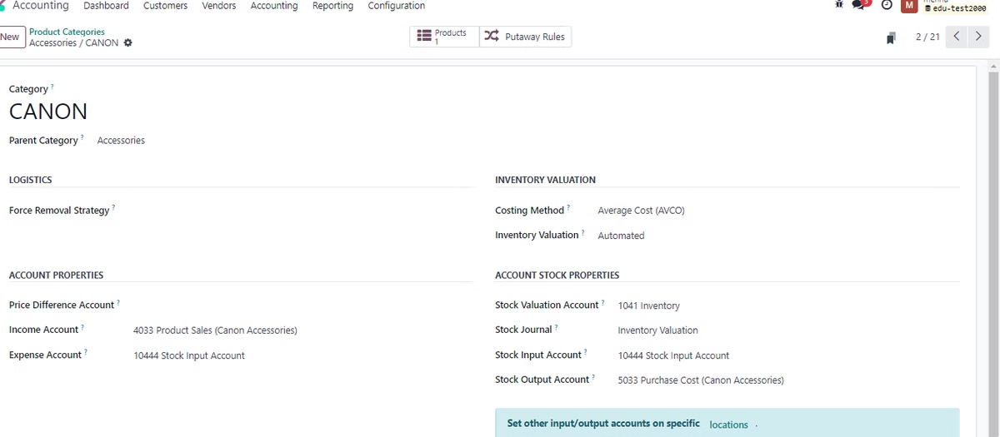 Accounting Dashboard Customers Vendors Accounting Reporting Configuration 3 M
edu-test2000
New Product Categories
Accessories / CANON
Products
1
Putaway Rules
2 / 21
Category ?
CANON
Parent Category ? Accessories
LOGISTICS
Force Removal Strategy ?
INVENTORY VALUATION
Costing Method ? Average Cost (AVCO)
Inventory Valuation ? Automated
ACCOUNT PROPERTIES
Price Difference Account ?
Income Account ? 4033 Product Sales (Canon Accessories)
Expense Account ? 10444 Stock Input Account
ACCOUNT STOCK PROPERTIES
Stock Valuation Account ? 1041 Inventory
Stock Journal ? Inventory Valuation
Stock Input Account ? 10444 Stock Input Account
Stock Output Account ? 5033 Purchase Cost (Canon Accessories)
Set other input/output accounts on specific locations .